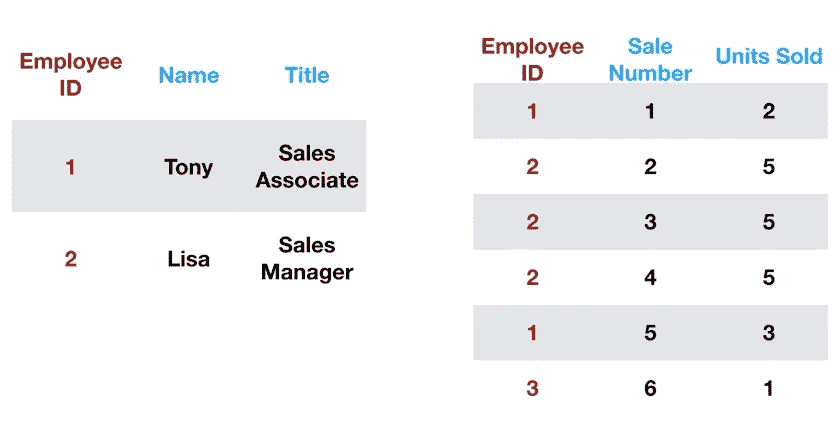 Employee ID Name Title
1 Tony Sales Associate
2 Lisa Sales Manager
Employee ID Sale Number Units Sold
1 1 2
2 2 5
2 3 5
2 4 5
1 5 3
3 6 1